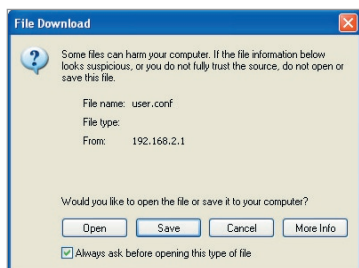 File Download
Some files can harm your computer. If the file information below
looks suspicious, or you do not fully trust the source, do not open or
save this file.
File name: user.conf
File type:
From: 192.168.2.1
Would you like to open the file or save it to your computer?
Open Save Cancel More Info
Always ask before opening this type of file